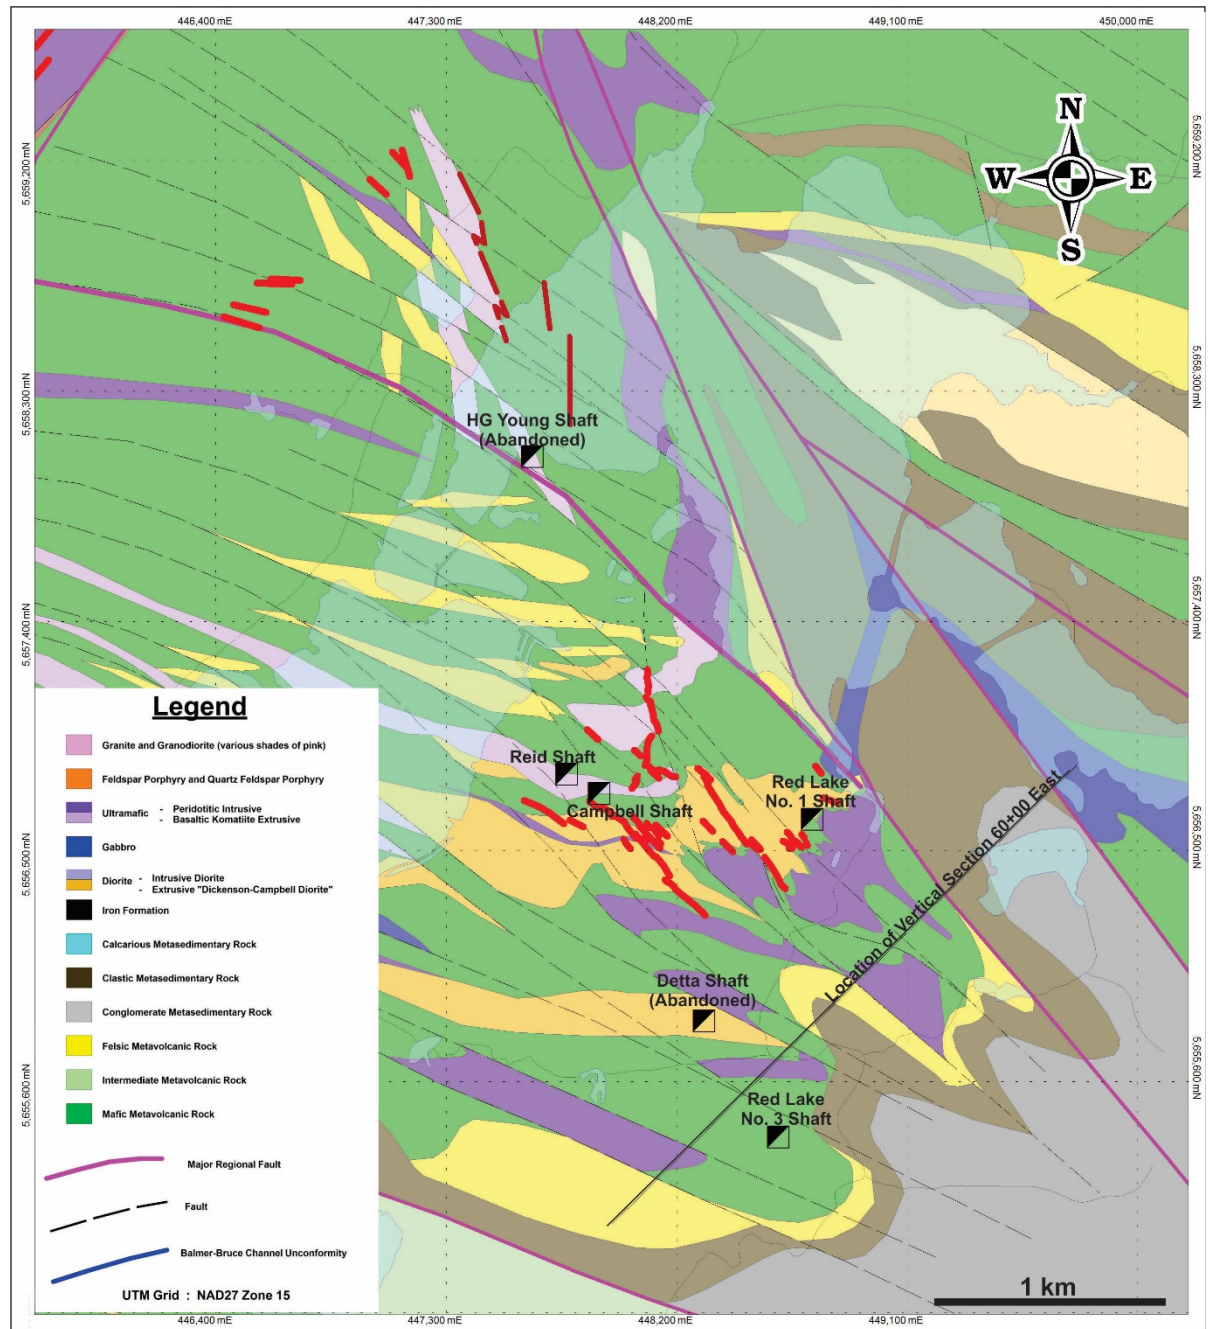 446,400 mE
447,300 mE
448,200 mE
449,100 mE
450,000 mE
N
W
E
S
5,659,200 mN
5,659,200 mN
5,658,300 mN
5,658,300 mN
HG Young Shaft
(Abandoned)
5,657,400 mN
5,657,400 mN
Reid Shaft
Campbell Shaft
Red Lake
No. 1 Shaft
5,656,500 mN
5,656,500 mN
Location of Vertical Section 60+00 East
Detta Shaft
(Abandoned)
5,655,600 mN
5,655,600 mN
Red Lake
No. 3 Shaft
Legend
Granite and Granodiorite (various shades of pink)
Feldspar Porphyry and Quartz Feldspar Porphyry
Ultramafic - Peridotitic Intrusive
- Basaltic Komatiite Extrusive
Gabbro
Diorite - Intrusive Diorite
- Extrusive "Dickenson-Campbell Diorite"
Iron Formation
Calcarious Metasedimentary Rock
Clastic Metasedimentary Rock
Conglomerate Metasedimentary Rock
Felsic Metavolcanic Rock
Intermediate Metavolcanic Rock
Mafic Metavolcanic Rock
Major Regional Fault
Fault
Balmer-Bruce Channel Unconformity
UTM Grid : NAD27 Zone 15
1 km
446,400 mE
447,300 mE
448,200 mE
449,100 mE
450,000 mE